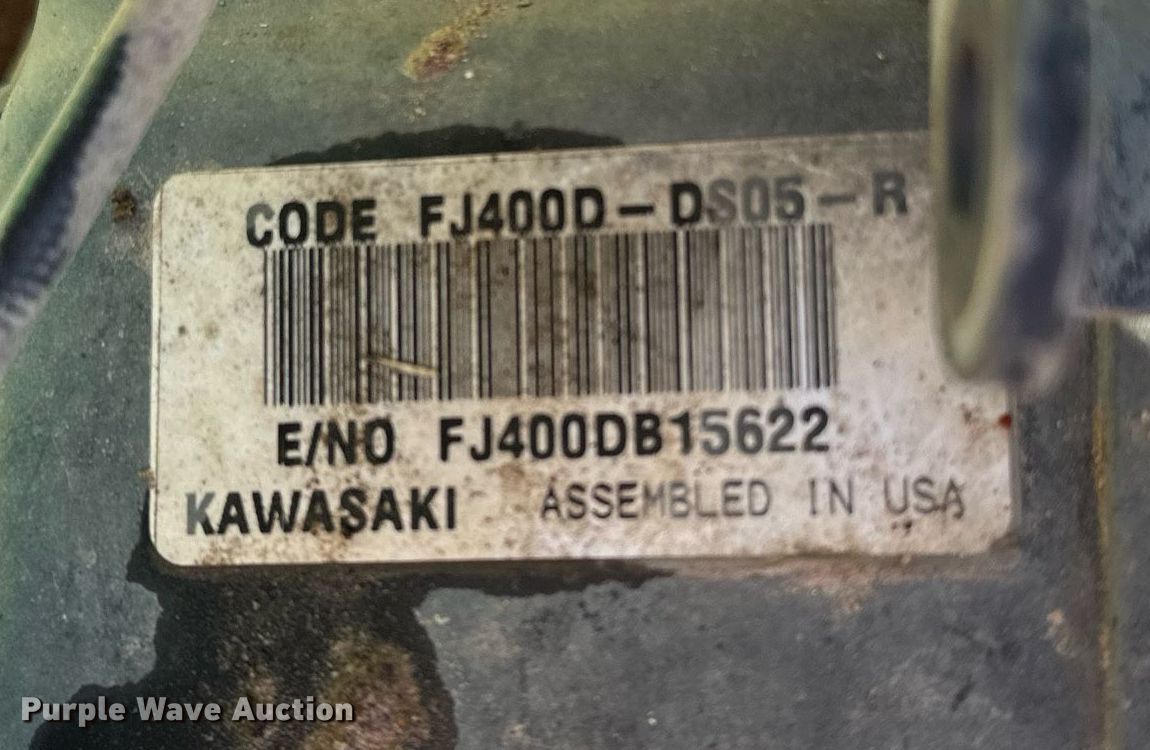 CODE FJ400D-DS05-R
E/NO FJ400DB15622
KAWASAKI ASSEMBLED IN USA
Purple Wave Auction